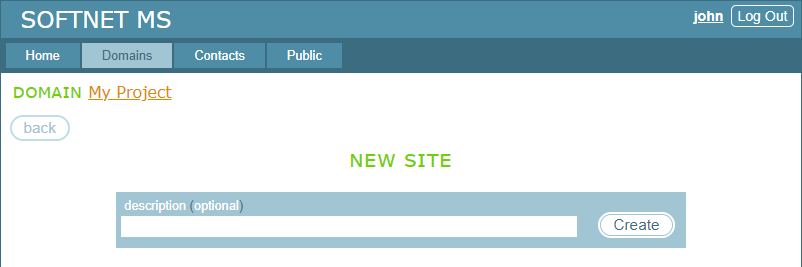 SOFTNET MS
john Log Out
Home Domains Contacts Public
DOMAIN My Project
back
NEW SITE
description (optional)
Create